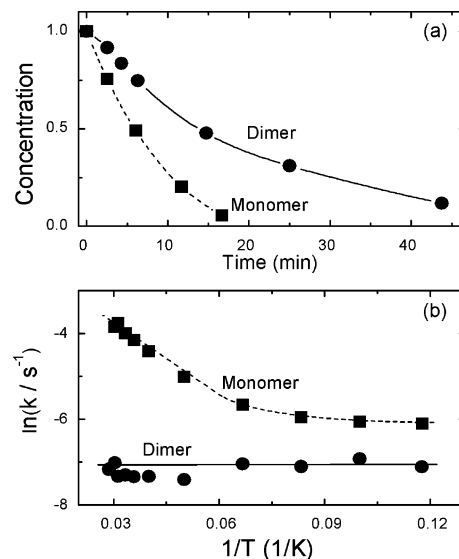 (a)
1.0
0.5
0.0
Concentration
Dimer
Monomer
0 10 20 30 40
Time (min)
(b)
-4
-6
-8
ln(k / s⁻¹)
Monomer
Dimer
0.03 0.06 0.09 0.12
1/T (1/K)